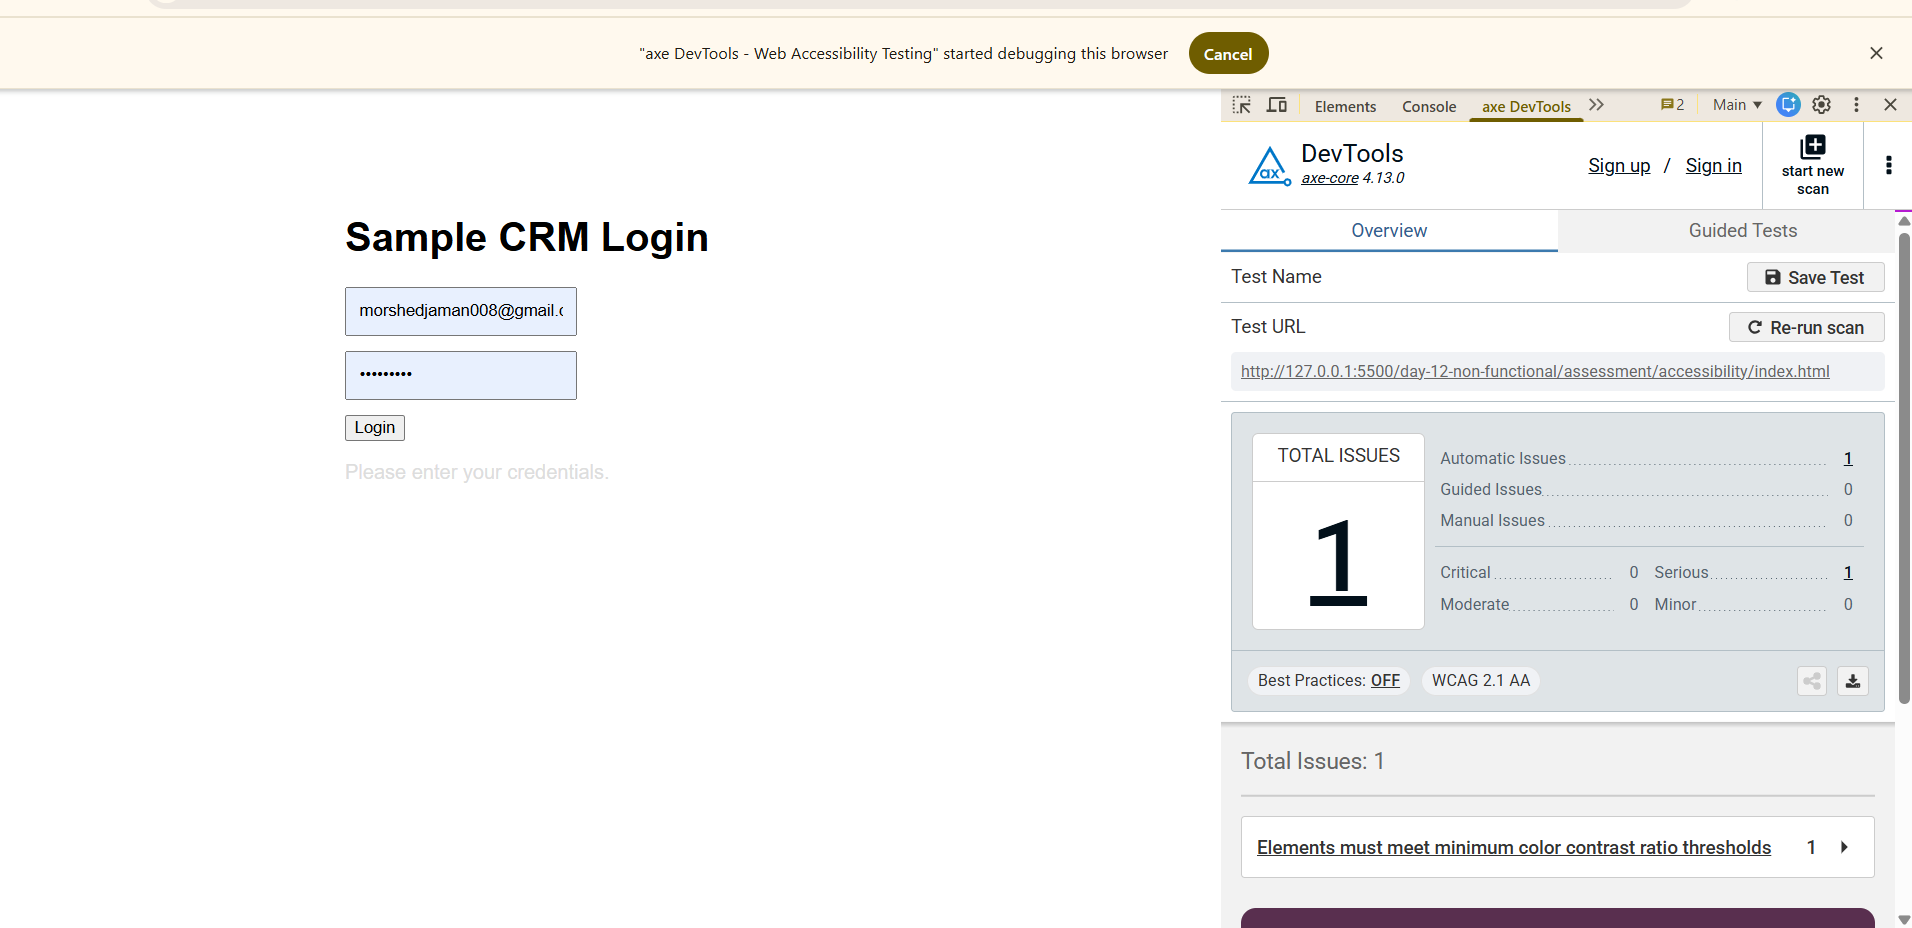 "axe DevTools - Web Accessibility Testing" started debugging this browser Cancel
Sample CRM Login
morshedjaman008@gmail.c
•••••••••
Login
Please enter your credentials.
Elements Console axe DevTools 2 Main
ax DevTools
axe-core 4.13.0
Sign up / Sign in
start new
scan
Overview Guided Tests
Test Name Save Test
Test URL Re-run scan
http://127.0.0.1:5500/day-12-non-functional/assessment/accessibility/index.html
TOTAL ISSUES
1
Automatic Issues 1
Guided Issues 0
Manual Issues 0
Critical 0 Serious 1
Moderate 0 Minor 0
Best Practices: OFF WCAG 2.1 AA
Total Issues: 1
Elements must meet minimum color contrast ratio thresholds 1